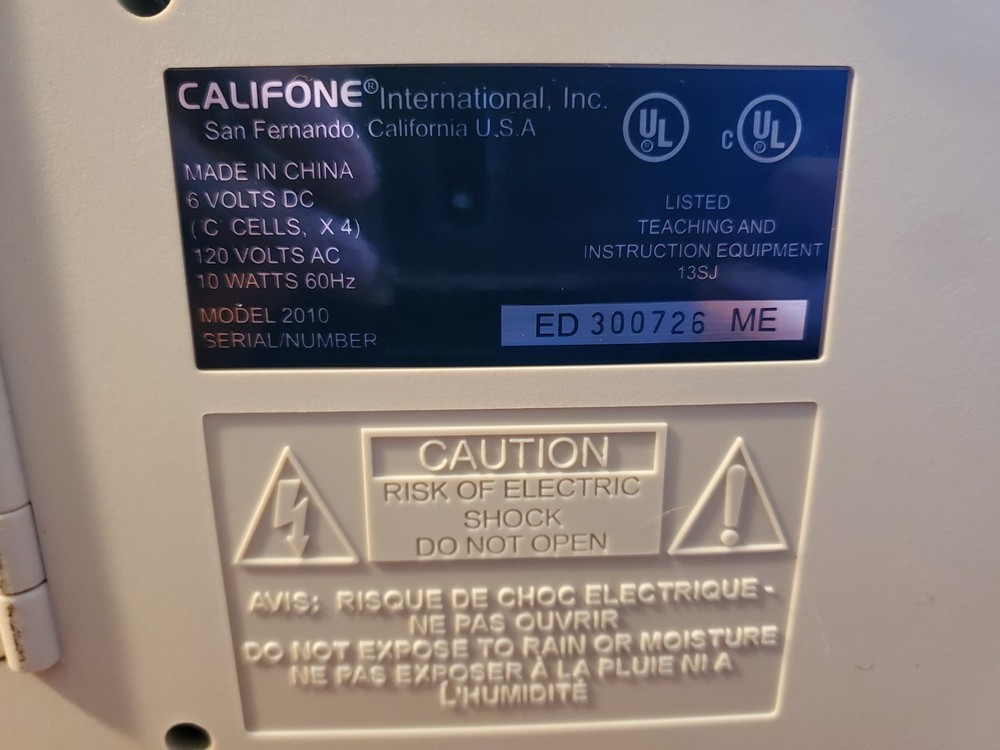 CALIFONE® International, Inc.
San Fernando, California U.S.A
UL® c UL®
MADE IN CHINA
6 VOLTS DC
(C CELLS, X 4)
120 VOLTS AC
10 WATTS 60Hz
LISTED
TEACHING AND
INSTRUCTION EQUIPMENT
13SJ
MODEL 2010
SERIAL/NUMBER
ED 300726 ME
CAUTION
RISK OF ELECTRIC
SHOCK
DO NOT OPEN
AVIS: RISQUE DE CHOC ELECTRIQUE -
NE PAS OUVRIR
DO NOT EXPOSE TO RAIN OR MOISTURE
NE PAS EXPOSER À LA PLUIE NI A
L'HUMIDITÉ